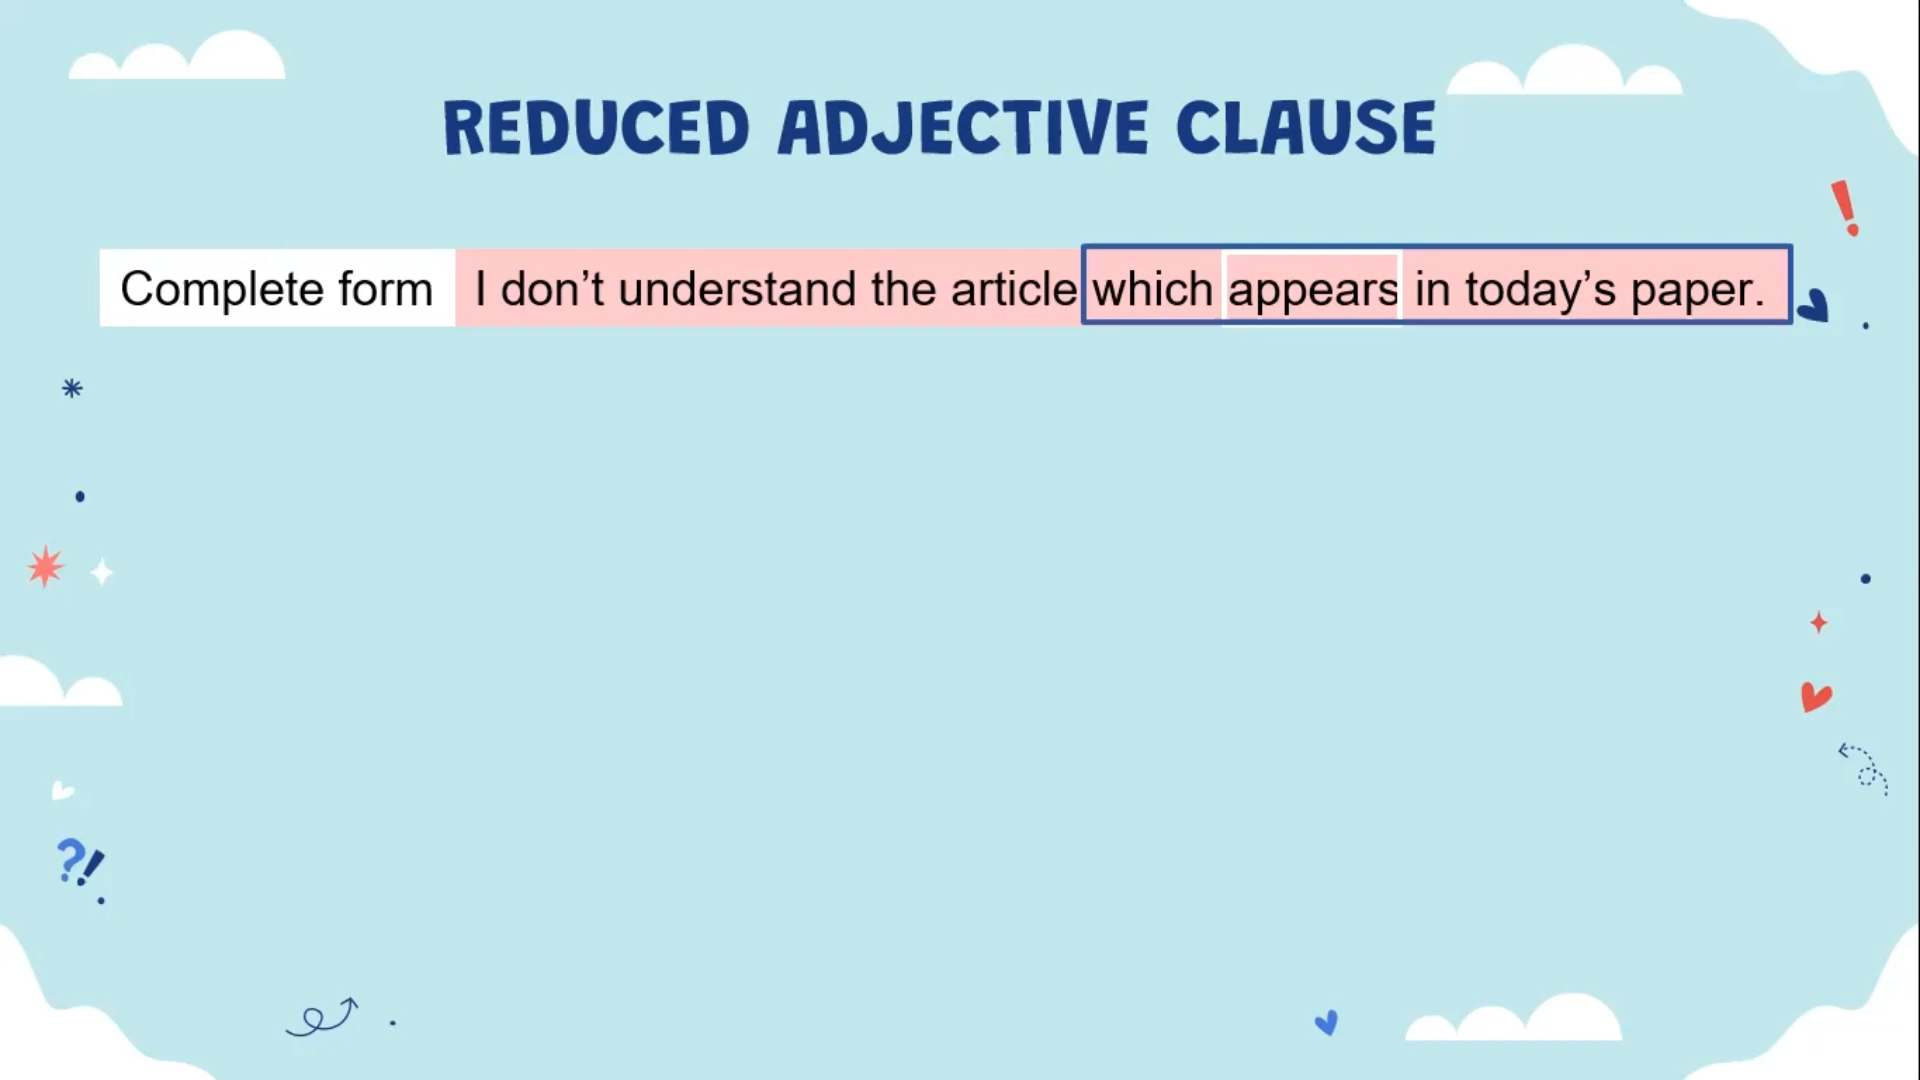 REDUCED ADJECTIVE CLAUSE
Complete form I don’t understand the article which appears in today’s paper.
?!
!